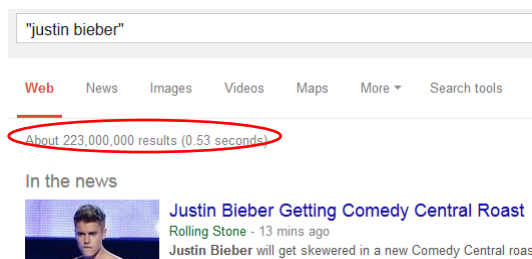 "justin bieber"
Web News Images Videos Maps More Search tools
About 223,000,000 results (0.53 seconds)
In the news
Justin Bieber Getting Comedy Central Roast
Rolling Stone - 13 mins ago
Justin Bieber will get skewered in a new Comedy Central roas